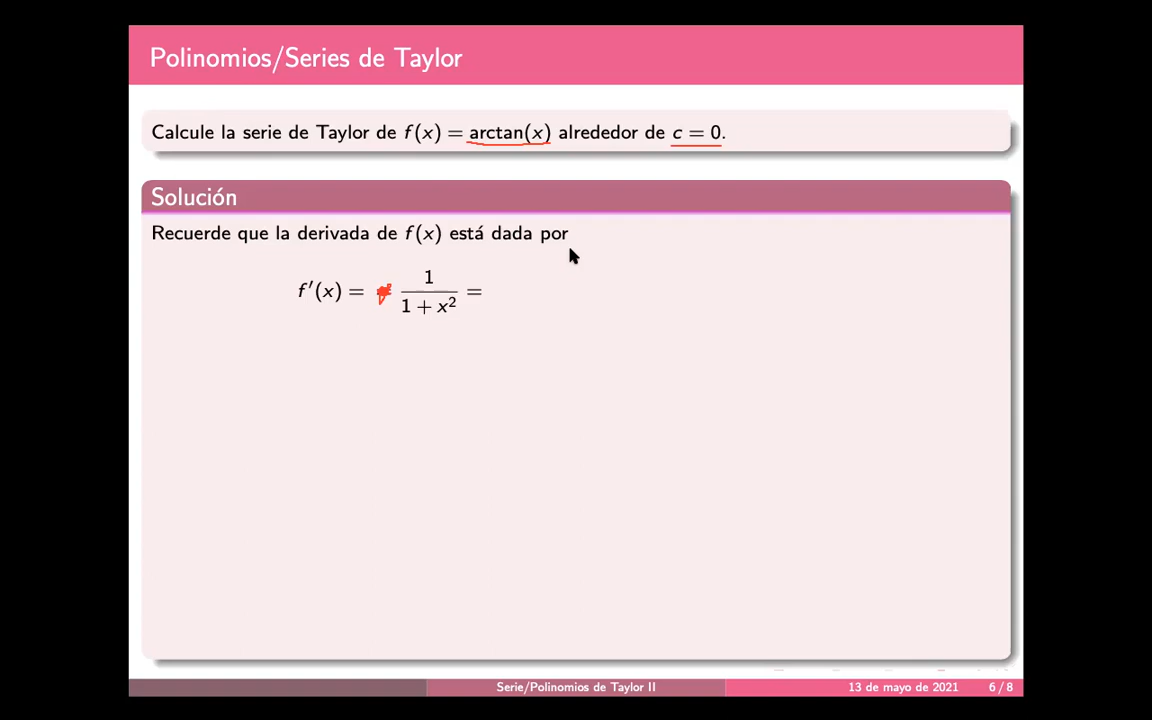 Polinomios/Series de Taylor
Calcule la serie de Taylor de f(x) = arctan(x) alrededor de c = 0.
Solución
Recuerde que la derivada de f(x) está dada por
f′(x) = 1/(1 + x²) =
Serie/Polinomios de Taylor II 13 de mayo de 2021 6 / 8